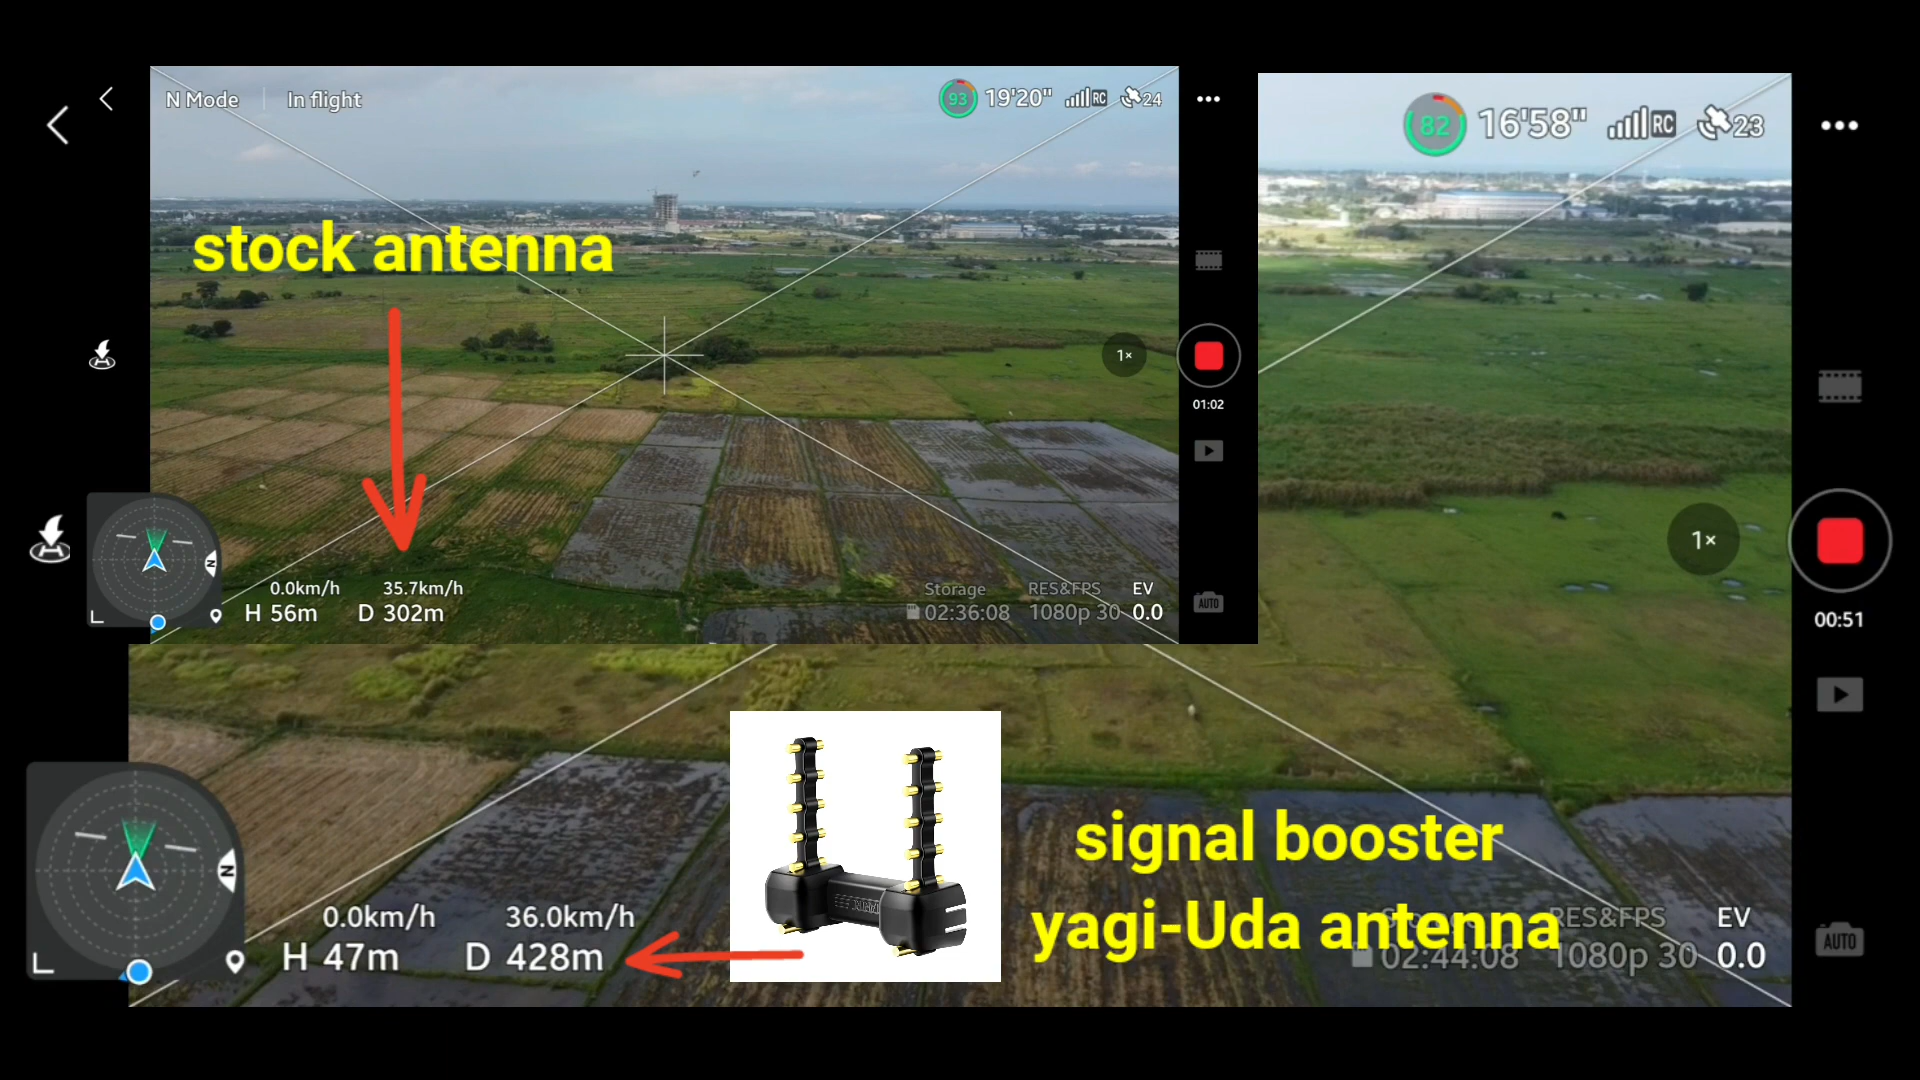 N Mode In flight
93 19'20" RC 24
82 16'58" RC 23
stock antenna
1×
01:02
N
0.0km/h 35.7km/h
H 56m D 302m
L
Storage RES&FPS EV
02:36:08 1080p 30 0.0
AUTO
1×
00:51
signal booster
yagi-Uda antenna
N
0.0km/h 36.0km/h
H 47m D 428m
L
RES&FPS EV
02:44:08 1080p 30 0.0
AUTO